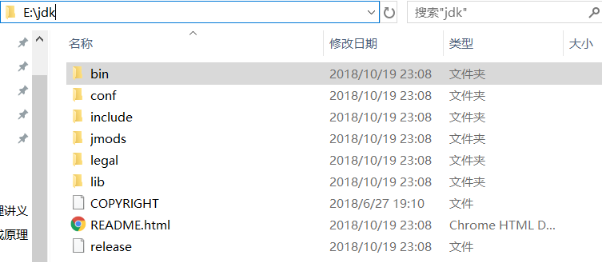 E:\jdk
搜索"jdk"
名称 修改日期 类型 大小
bin 2018/10/19 23:08 文件夹
conf 2018/10/19 23:08 文件夹
include 2018/10/19 23:08 文件夹
jmods 2018/10/19 23:08 文件夹
legal 2018/10/19 23:08 文件夹
lib 2018/10/19 23:08 文件夹
COPYRIGHT 2018/6/27 19:10 文件
README.html 2018/10/19 23:08 Chrome HTML D...
release 2018/10/19 23:08 文件
讲义
原理